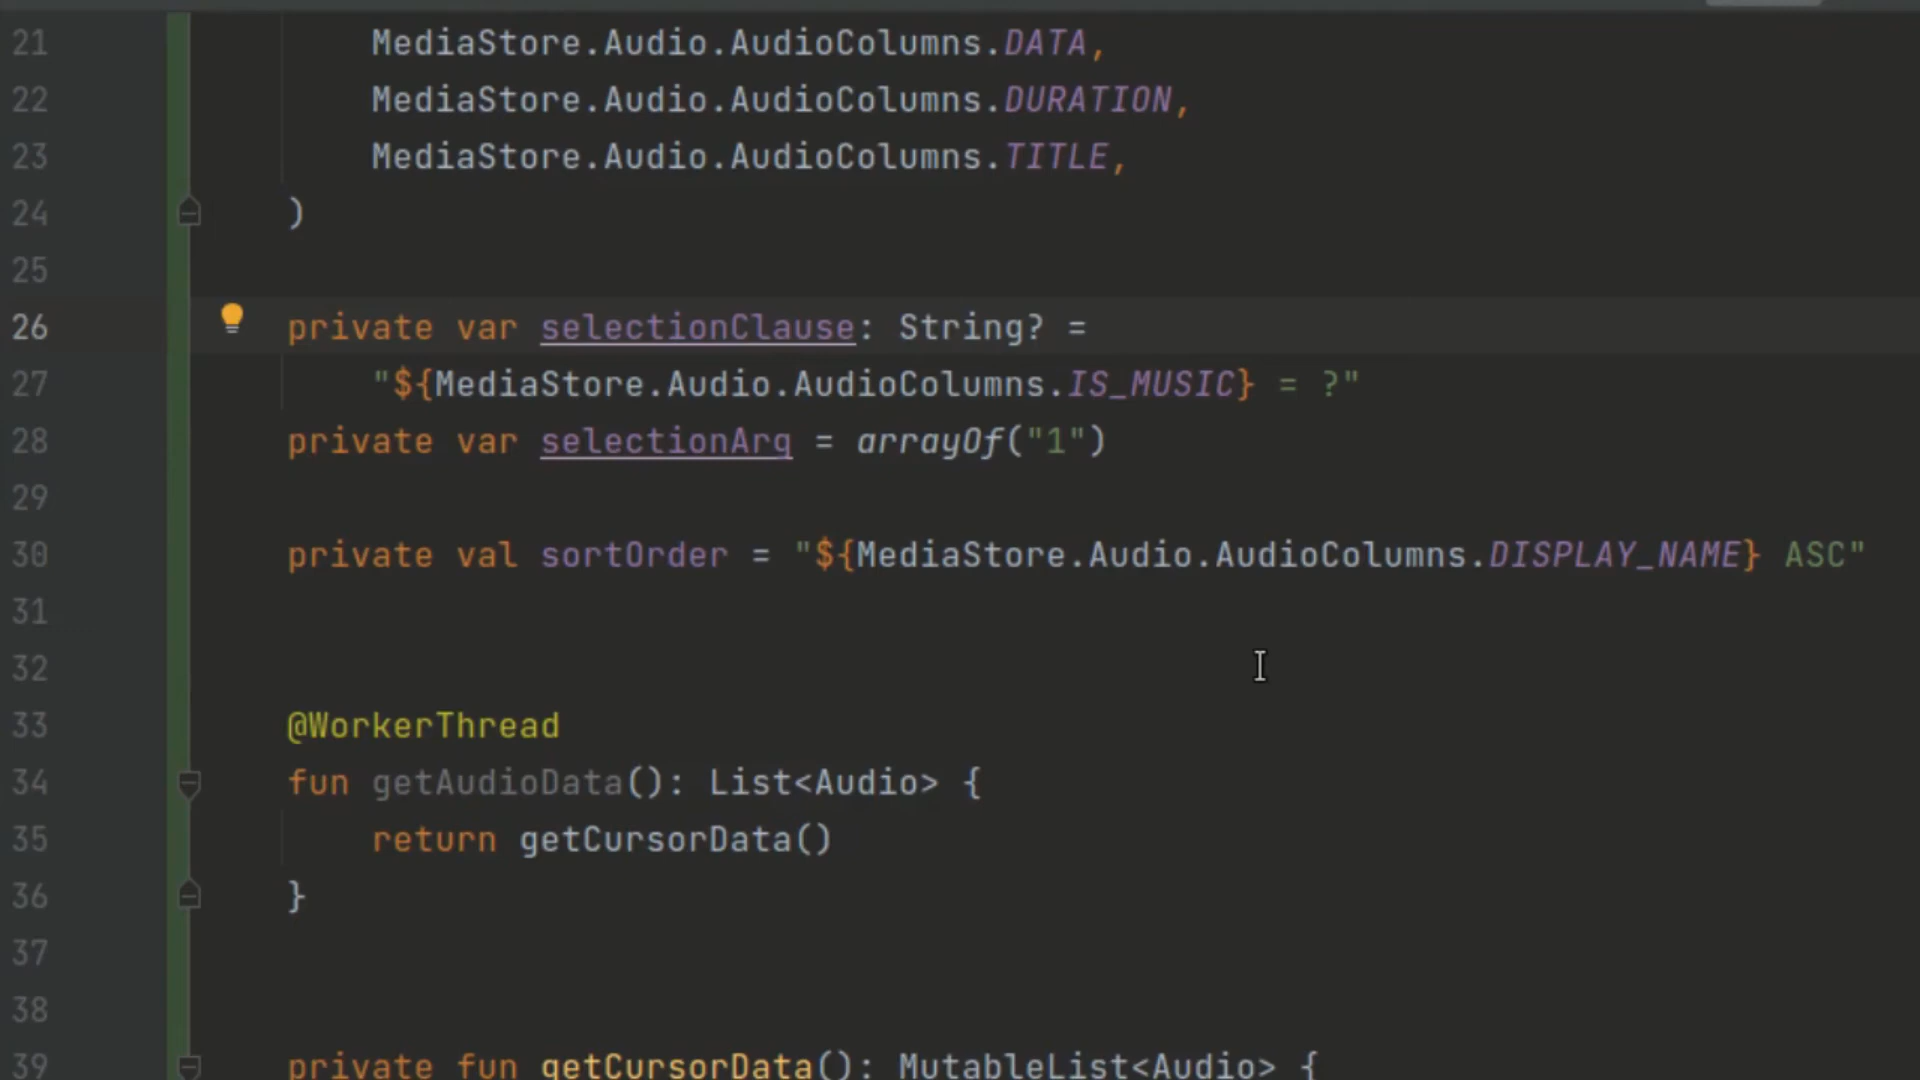 21 MediaStore.Audio.AudioColumns.DATA,
22 MediaStore.Audio.AudioColumns.DURATION,
23 MediaStore.Audio.AudioColumns.TITLE,
24 )
25
26 private var selectionClause: String? =
27 "${MediaStore.Audio.AudioColumns.IS_MUSIC} = ?"
28 private var selectionArg = arrayOf("1")
29
30 private val sortOrder = "${MediaStore.Audio.AudioColumns.DISPLAY_NAME} ASC"
31
32
33 @WorkerThread
34 fun getAudioData(): List<Audio> {
35 return getCursorData()
36 }
37
38
39 private fun getCursorData(): MutableList<Audio> {